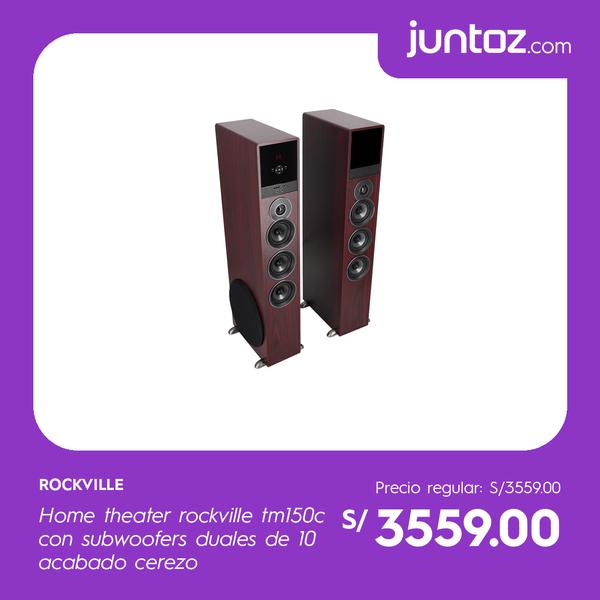 juntoz.com
ROCKVILLE
Home theater rockville tm150c
con subwoofers duales de 10
acabado cerezo
Precio regular: S/3559.00
S/ 3559.00